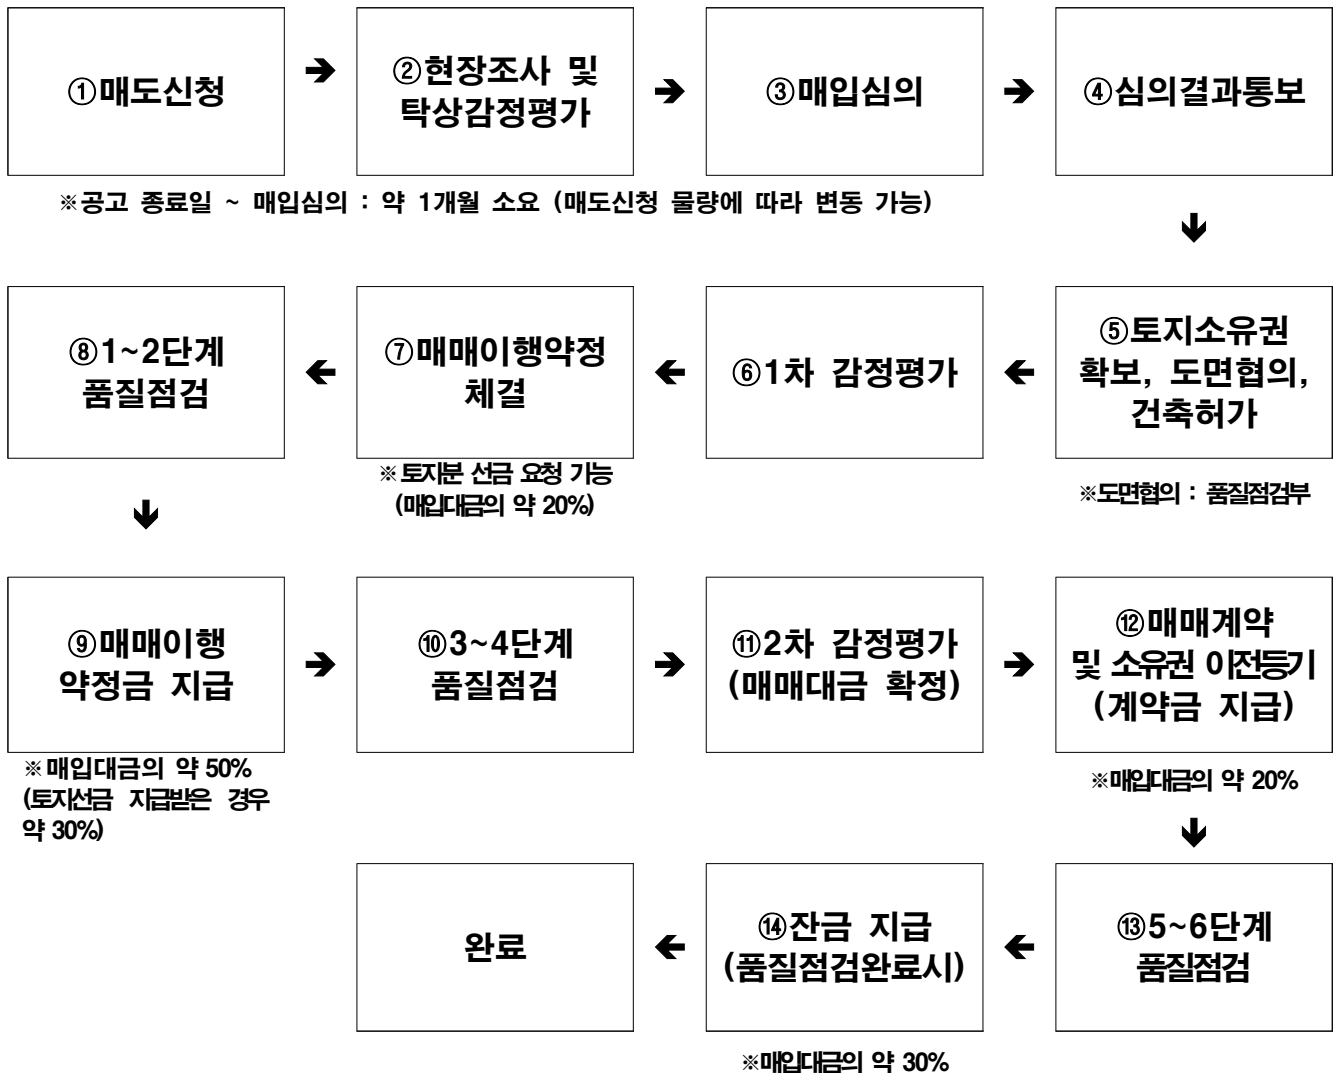 ①매도신청
➔
②현장조사 및
탁상감정평가
➔
③매입심의
➔
④심의결과통보
※공고 종료일 ~ 매입심의 : 약 1개월 소요 (매도신청 물량에 따라 변동 가능)
⑤토지소유권
확보, 도면협의,
건축허가
※도면협의 : 품질점검부
⑥1차 감정평가
⑦매매이행약정
체결
※토지분 선금 요청 가능
(매입대금의 약 20%)
⑧1~2단계
품질점검
⑨매매이행
약정금 지급
※매입대금의 약 50%
(토지선금 지급받은 경우
약 30%)
⑩3~4단계
품질점검
⑪2차 감정평가
(매매대금 확정)
⑫매매계약
및 소유권 이전등기
(계약금 지급)
※매입대금의 약 20%
⑬5~6단계
품질점검
⑭잔금 지급
(품질점검완료시)
※매입대금의 약 30%
완료